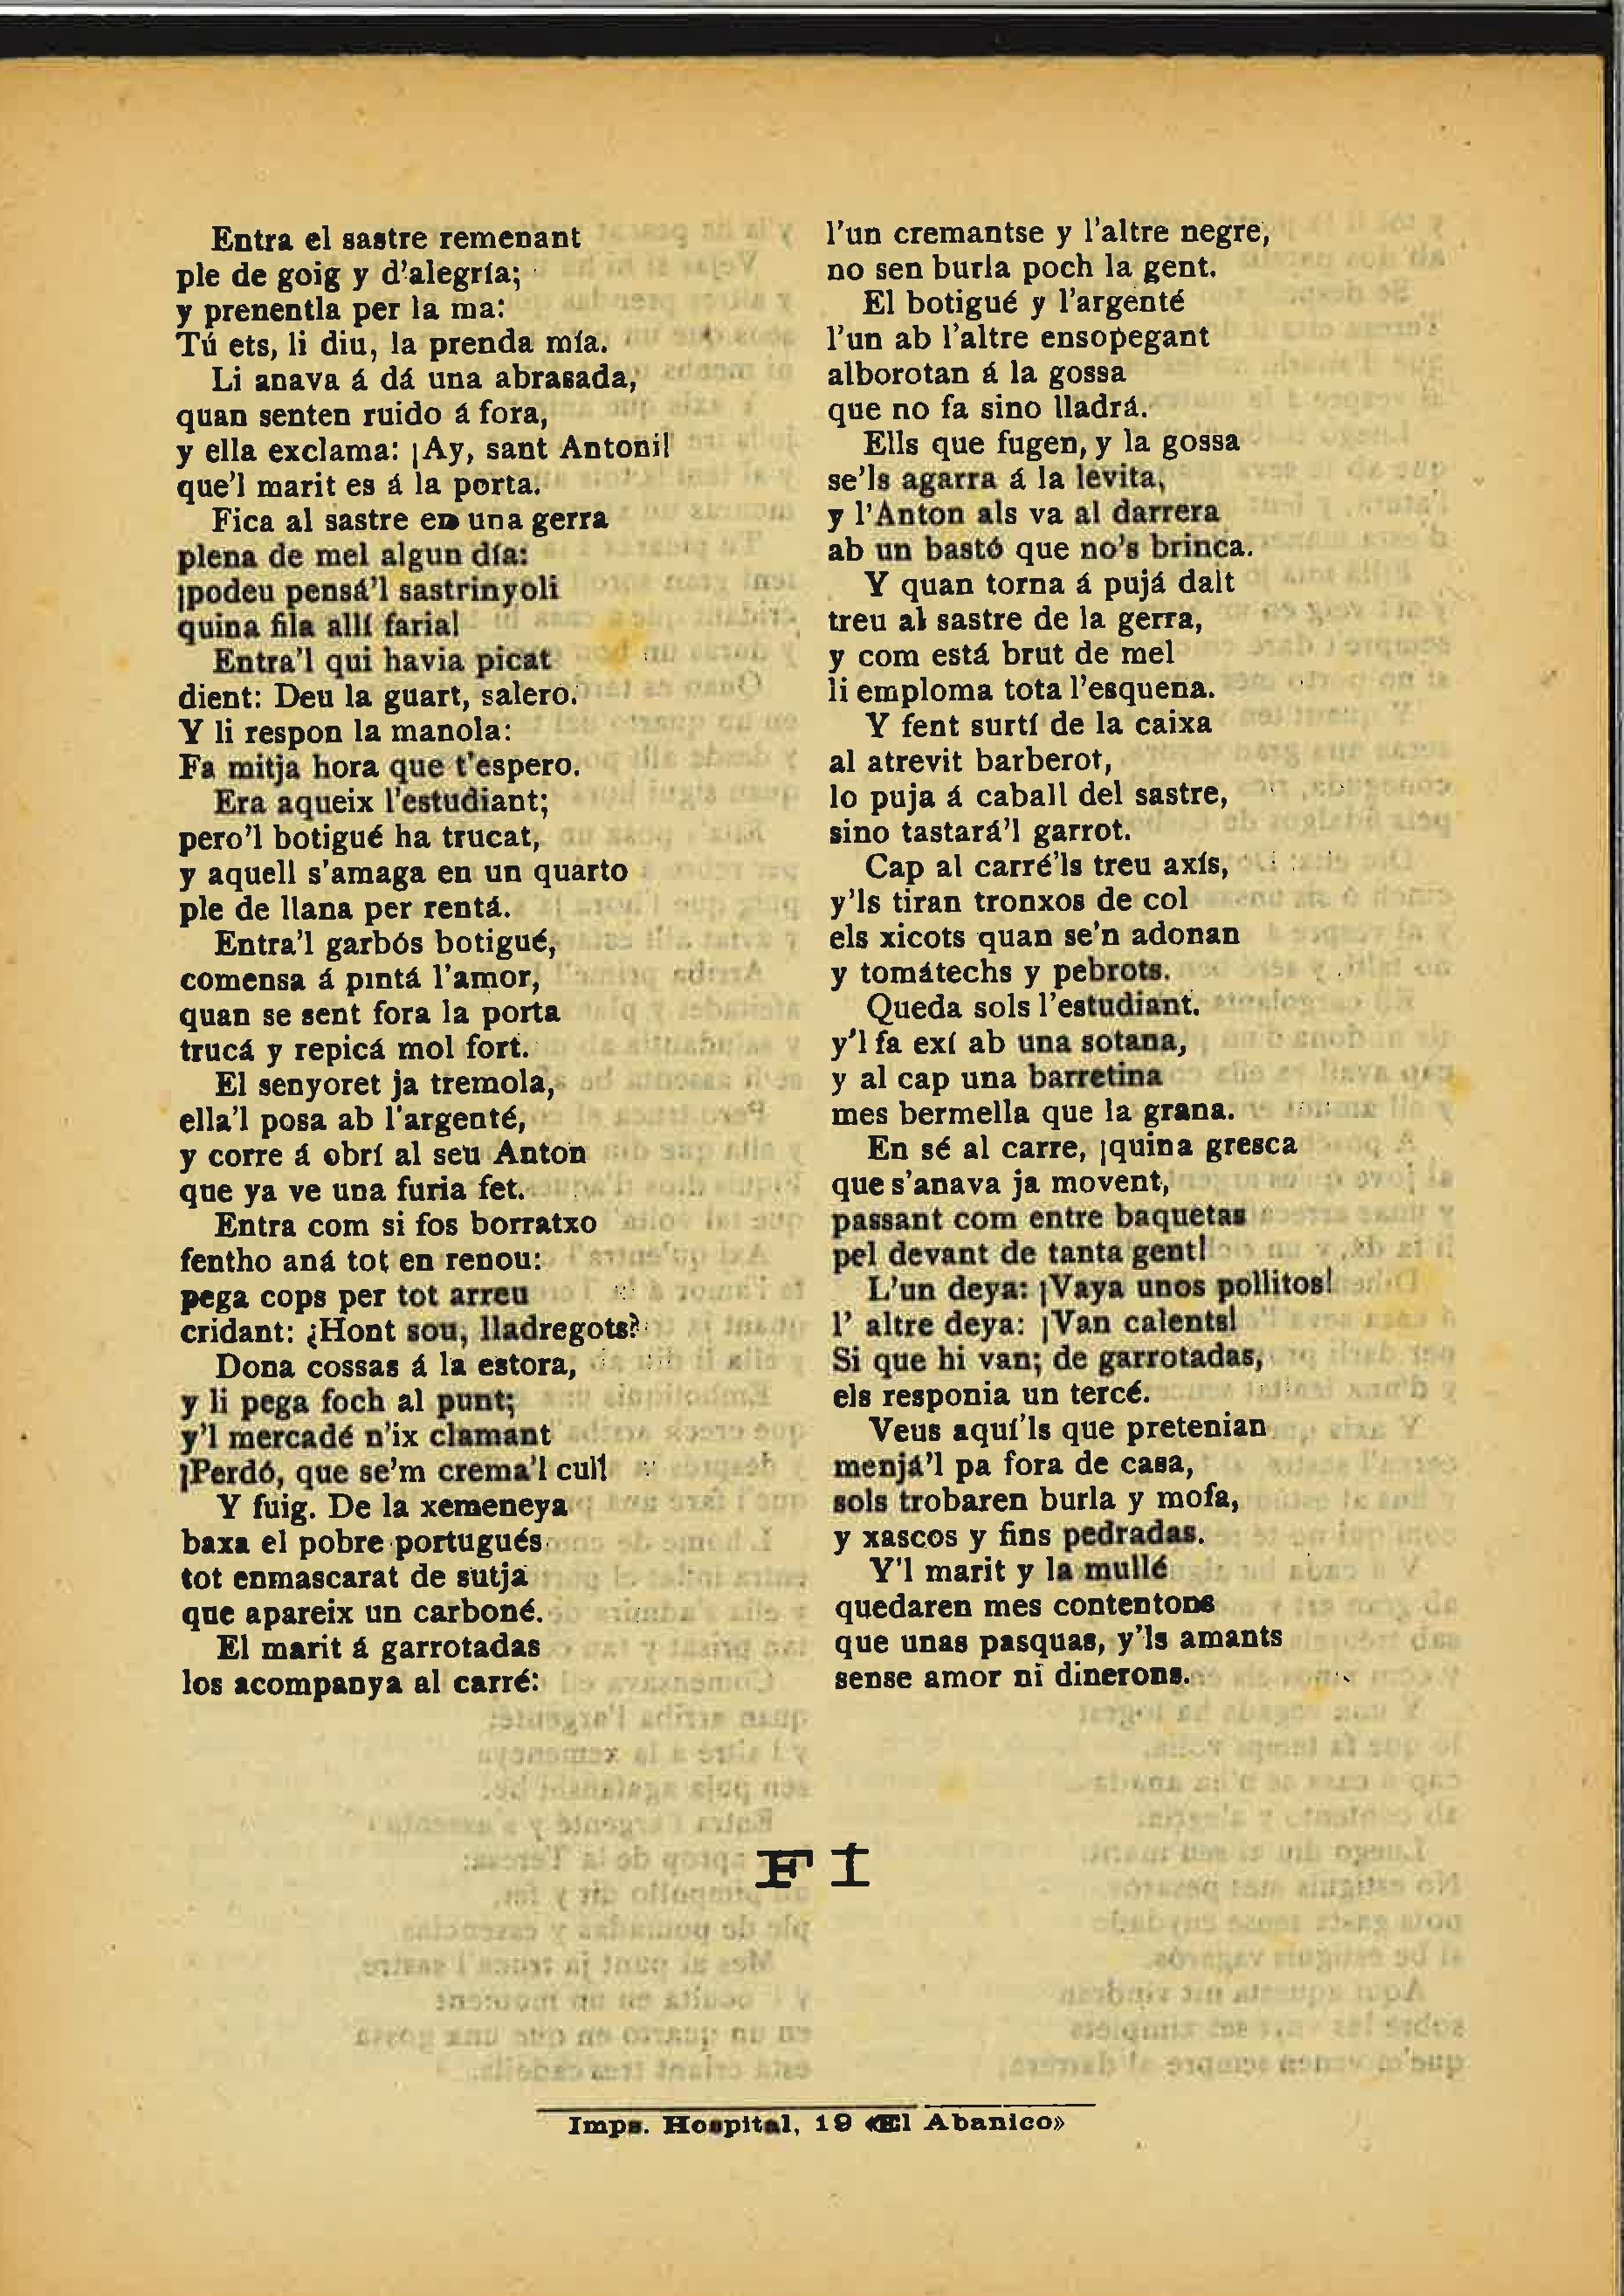 Entra el sastre remenant
ple de goig y d'alegría;
y prenentla per la ma:
Tú ets, li diu, la prenda mía.
Li anava á dá una abrasada,
quan senten ruido á fora,
y ella exclama: ¡Ay, sant Antoni!
que'l marit es á la porta.
Fica al sastre en una gerra
plena de mel algun día:
¡podeu pensá'l sastrinyoli
quina fila allí faria!
Entra'l qui havia picat
dient: Deu la guart, salero.
Y li respon la manola:
Fa mitja hora que t'espero.
Era aqueix l'estudiant;
pero'l botigué ha trucat,
y aquell s'amaga en un quarto
ple de llana per rentá.
Entra'l garbós botigué,
comensa á pintá l'amor,
quan se sent fora la porta
trucá y repicá mol fort.
El senyoret ja tremola,
ella'l posa ab l'argenté,
y corre á obrí al seu Anton
que ya ve una furia fet.
Entra com si fos borratxo
fentho aná tot en renou:
pega cops per tot arreu
cridant: ¿Hont sou, lladregots?
Dona cossas á la estora,
y li pega foch al punt;
y'l mercadé n'ix clamant
¡Perdó, que se'm crema'l cul!
Y fuig. De la xemeneya
baxa el pobre portugués
tot enmascarat de sutja
que apareix un carboné.
El marit á garrotadas
los acompanya al carré:
l'un cremantse y l'altre negre,
no sen burla poch la gent.
El botigué y l'argenté
l'un ab l'altre ensopegant
alborotan á la gossa
que no fa sino lladrá.
Ells que fugen, y la gossa
se'ls agarra á la levita,
y l'Anton als va al darrera
ab un bastó que no's brinca.
Y quan torna á pujá dalt
treu al sastre de la gerra,
y com está brut de mel
li emploma tota l'esquena.
Y fent surtí de la caixa
al atrevit barberot,
lo puja á caball del sastre,
sino tastará'l garrot.
Cap al carré'ls treu axís,
y'ls tiran tronxos de col
els xicots quan se'n adonan
y tomátechs y pebrots.
Queda sols l'estudiant.
y'l fa exí ab una sotana,
y al cap una barretina
mes bermella que la grana.
En sé al carre, ¡quina gresca
que s'anava ja movent,
passant com entre baquetas
pel devant de tanta gent!
L'un deya: ¡Vaya unos pollitos!
l' altre deya: ¡Van calents!
Si que hi van; de garrotadas,
els responia un tercé.
Veus aquí'ls que pretenian
menjá'l pa fora de casa,
sols trobaren burla y mofa,
y xascos y fins pedradas.
Y'l marit y la mullé
quedaren mes contentons
que unas pasquas, y'ls amants
sense amor ni dinerons.
FI
Imps. Hospital, 19 «El Abanico»